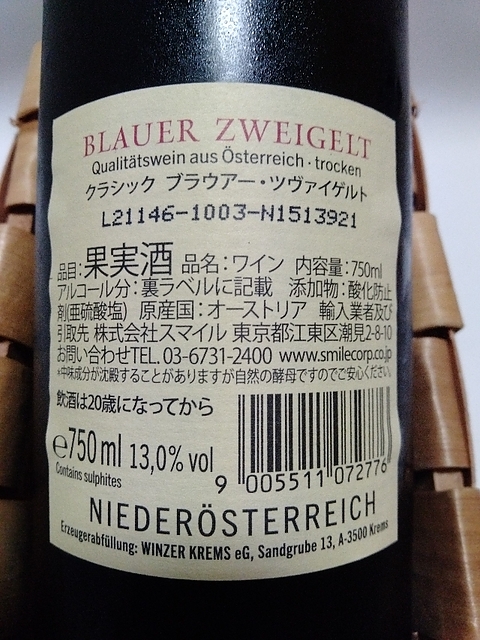 BLAUER ZWEIGELT
Qualitätswein aus Österreich · trocken
クラシック ブラウアー・ツヴァイゲルト
L21146-1003-N1513921
品目：果実酒 品名：ワイン 内容量：750ml
アルコール分：裏ラベルに記載 添加物：酸化防止
剤(亜硫酸塩) 原産国：オーストリア 輸入業者及び
引取先 株式会社スマイル 東京都江東区潮見2-8-10
お問い合わせTEL.03-6731-2400 www.smilecorp.co.jp
*中味成分が沈殿することがありますが自然の酵母ですのでご安心ください。
飲酒は20歳になってから
℮750ml 13,0% vol
Contains sulphites
9 005511 072776
NIEDERÖSTERREICH
Erzeugerabfüllung: WINZER KREMS eG, Sandgrube 13, A-3500 Krems